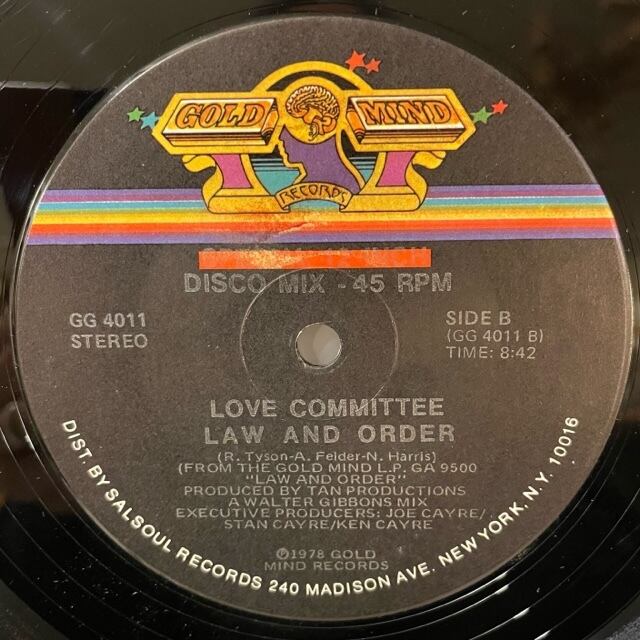 GOLD MIND
RECORDS
DISCO MIX - 45 RPM
GG 4011
STEREO
SIDE B
(GG 4011 B)
TIME: 8:42
LOVE COMMITTEE
LAW AND ORDER
(R. Tyson-A. Felder-N. Harris)
(FROM THE GOLD MIND L.P. GA 9500
"LAW AND ORDER")
PRODUCED BY TAN PRODUCTIONS
A WALTER GIBBONS MIX
EXECUTIVE PRODUCERS: JOE CAYRE/
STAN CAYRE/KEN CAYRE
℗1978 GOLD
MIND RECORDS
DIST. BY SALSOUL RECORDS 240 MADISON AVE. NEW YORK, N.Y. 10016